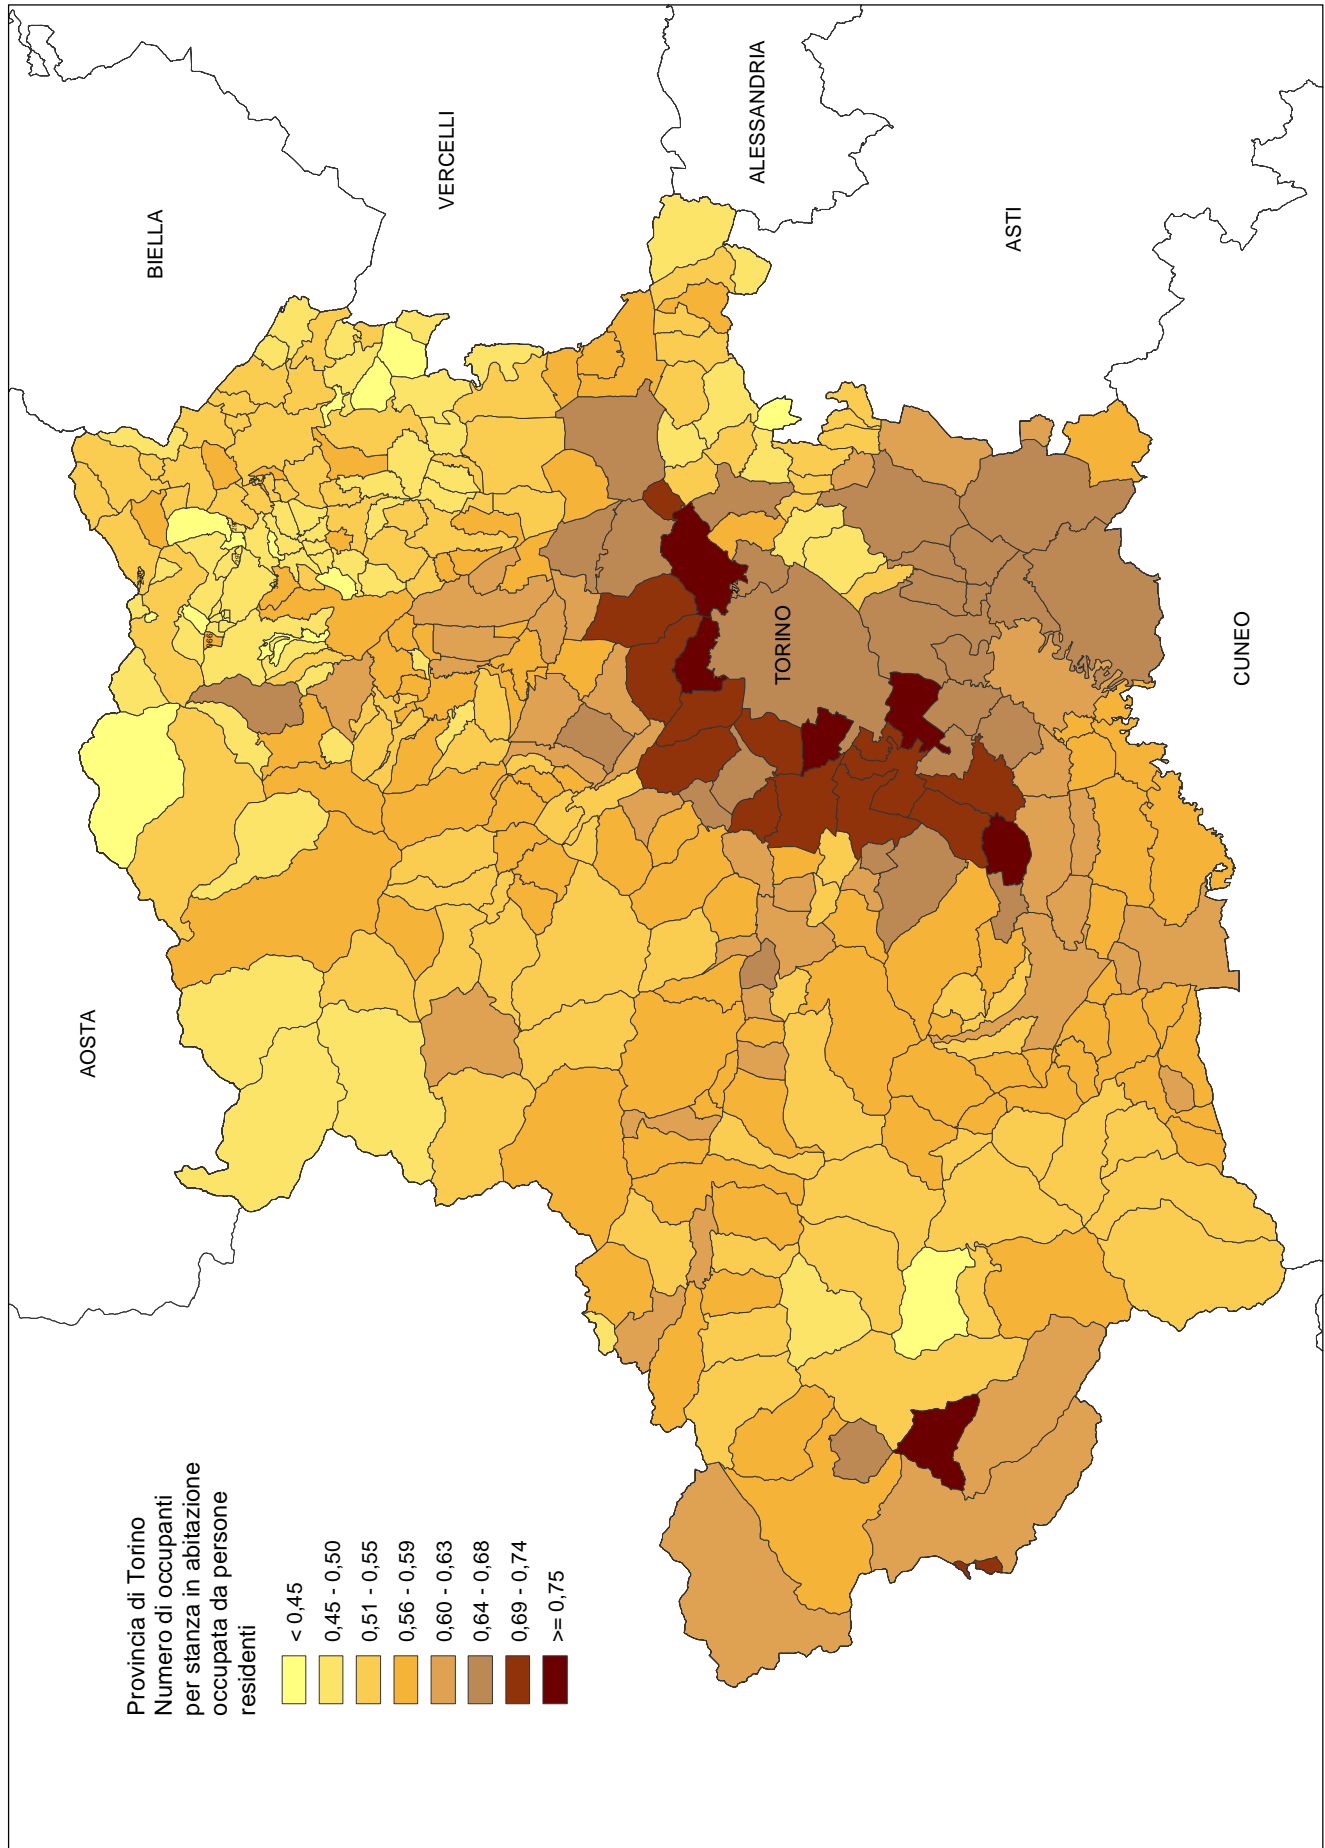 Provincia di Torino
Numero di occupanti
per stanza in abitazione
occupata da persone
residenti
< 0,45
0,45 - 0,50
0,51 - 0,55
0,56 - 0,59
0,60 - 0,63
0,64 - 0,68
0,69 - 0,74
>= 0,75
AOSTA
BIELLA
VERCELLI
ALESSANDRIA
TORINO
ASTI
CUNEO